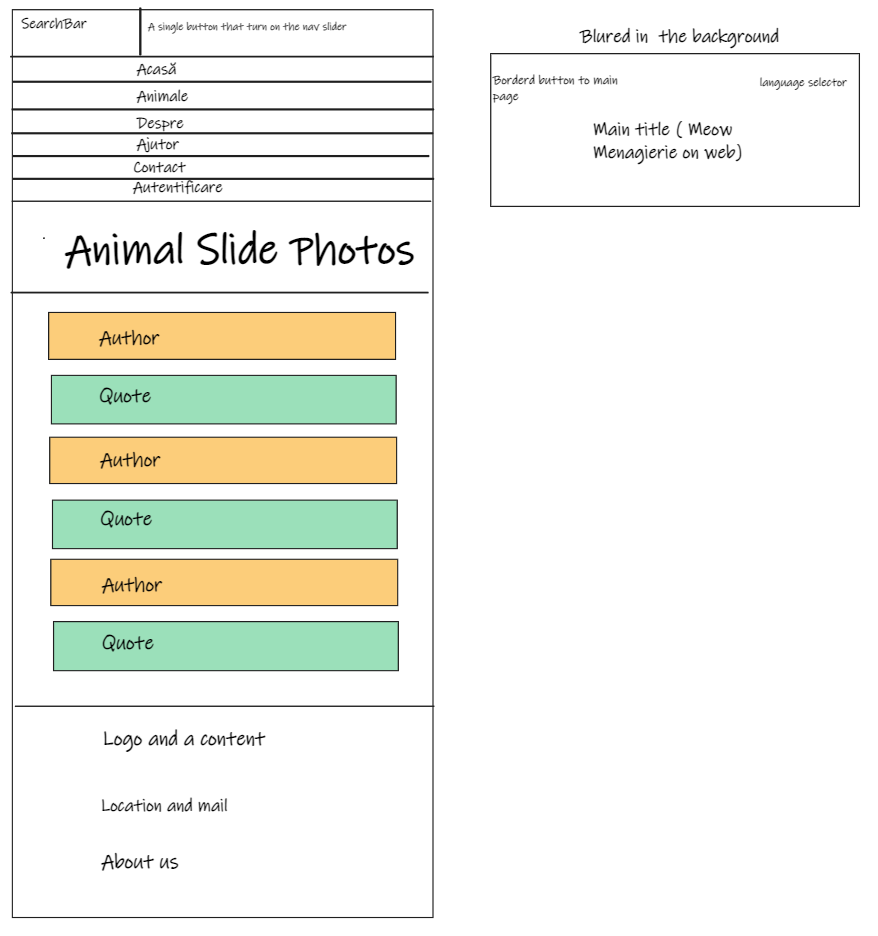 SearchBar
A single button that turn on the nav slider
Acasă
Animale
Despre
Ajutor
Contact
Autentificare
Animal Slide Photos
Author
Quote
Author
Quote
Author
Quote
Logo and a content
Location and mail
About us
Blured in the background
Borderd button to main
page
language selector
Main title ( Meow
Menagierie on web)